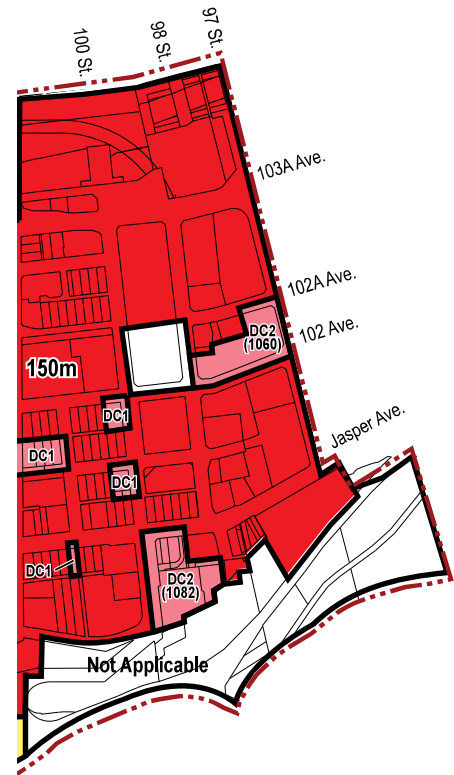 100 St.
98 St.
97 St.
103A Ave.
102A Ave.
102 Ave.
DC2
(1060)
150m
DC1
Jasper Ave.
DC1
DC1
DC1
DC2
(1082)
Not Applicable